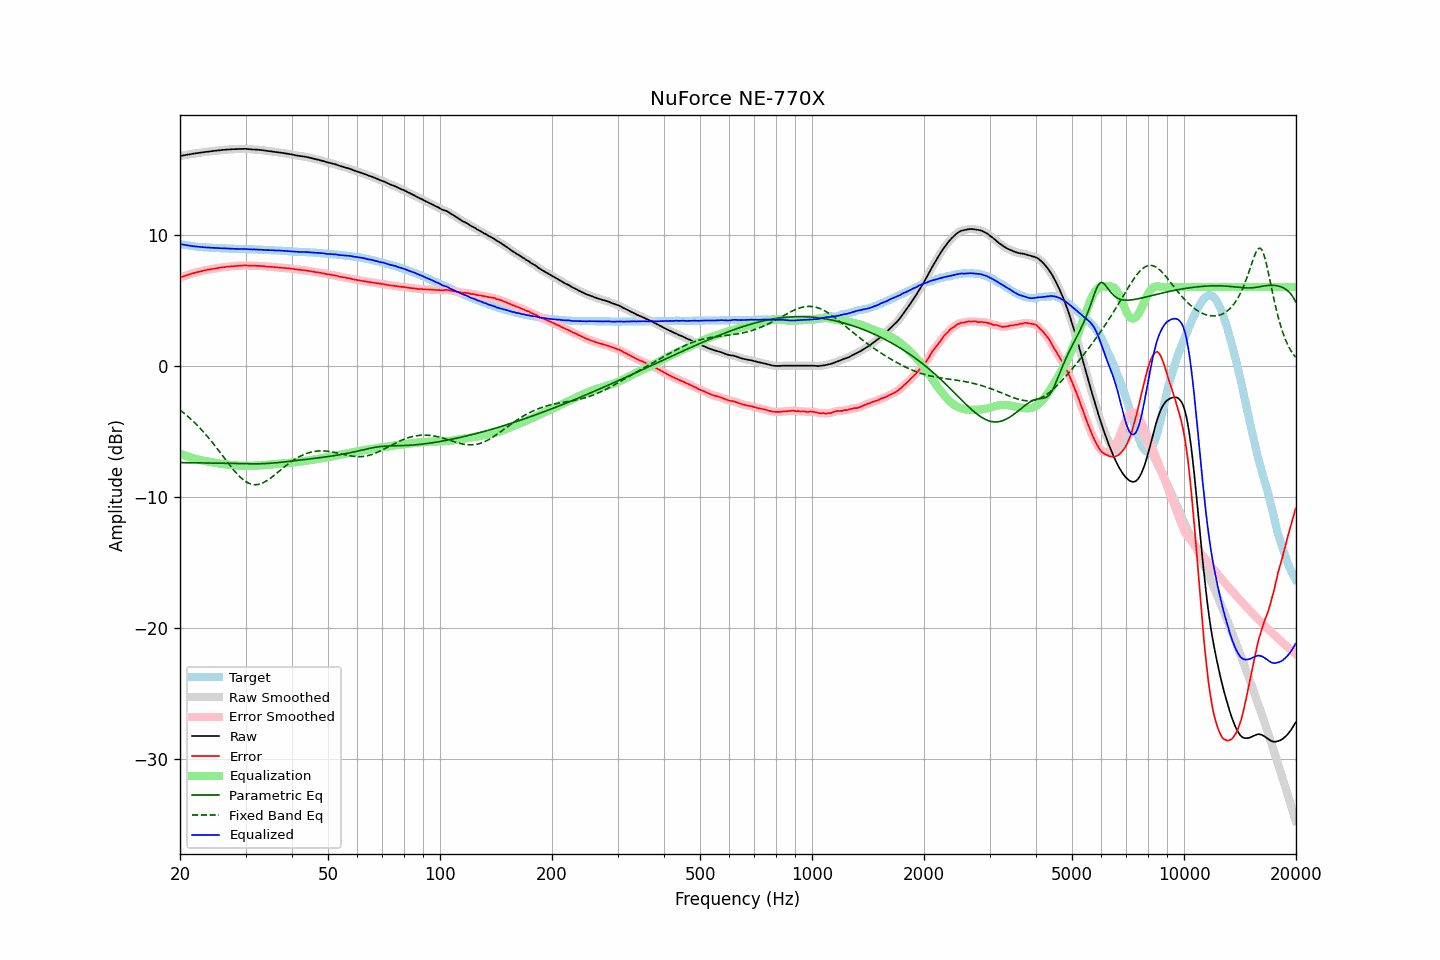 NuForce NE-770X
Amplitude (dBr)
10
0
−10
−20
−30
Target
Raw Smoothed
Error Smoothed
Raw
Error
Equalization
Parametric Eq
Fixed Band Eq
Equalized
20 50 100 200 500 1000 2000 5000 10000 20000
Frequency (Hz)